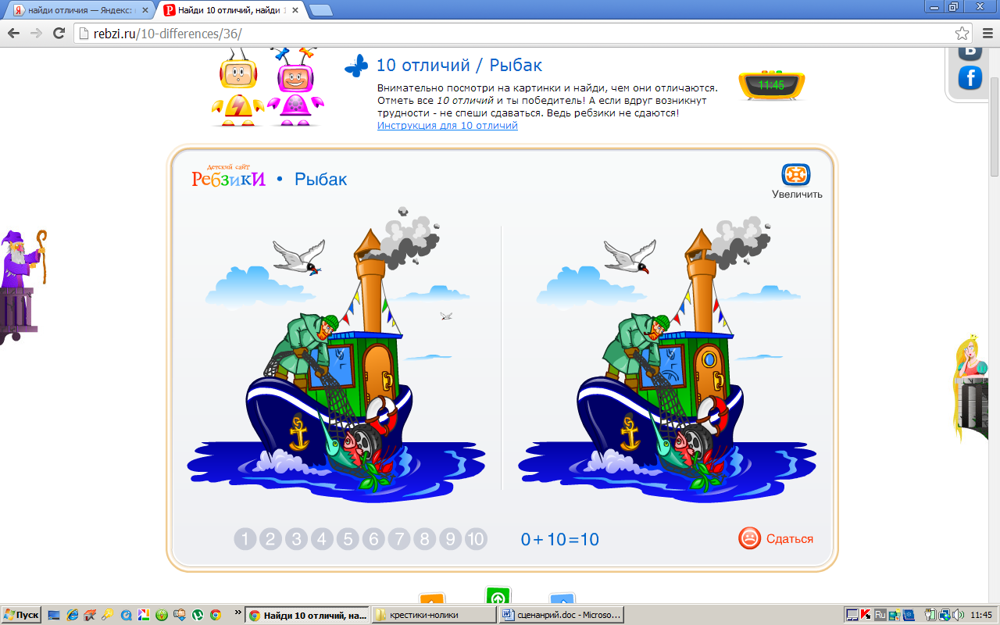 найди отличия — Яндекс:
Найди 10 отличий, найди 1
rebzi.ru/10-differences/36/
10 отличий / Рыбак
Внимательно посмотри на картинки и найди, чем они отличаются.
Отметь все 10 отличий и ты победитель! А если вдруг возникнут
трудности - не спеши сдаваться. Ведь ребзики не сдаются!
Инструкция для 10 отличий
11:45
В
f
Детский сайт
Ребзики • Рыбак
Увеличить
1 2 3 4 5 6 7 8 9 10
0+10=10
Сдаться
Пуск
»
Найди 10 отличий, на...
крестики-нолики
сценанрий.doc - Microso...
Ru
11:45